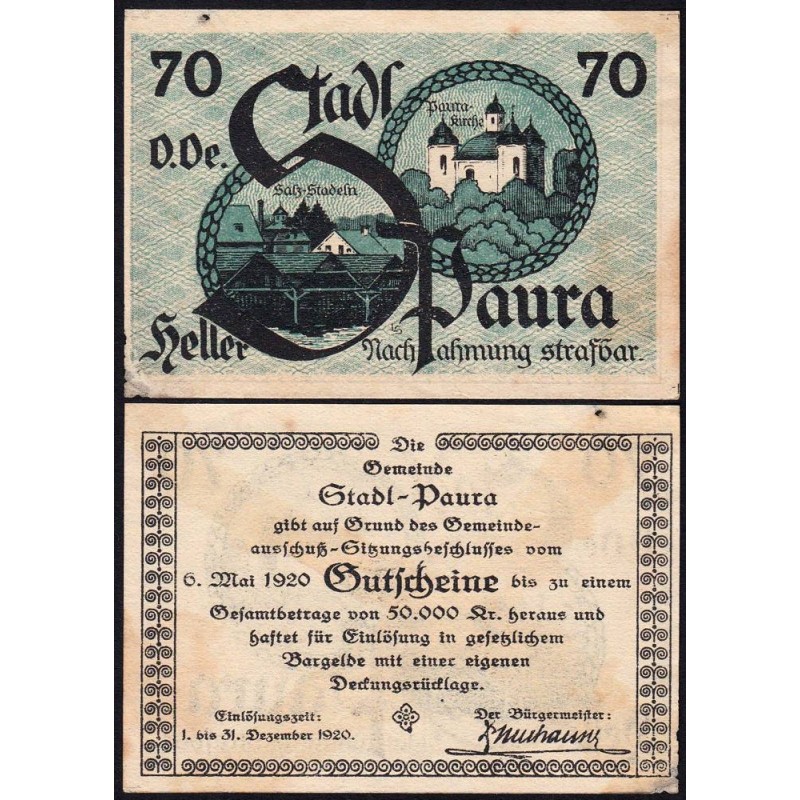 70
70
Stadl
Paura-
Kirche
O.Oe.
Salz-Stadeln
Paura
Heller
Nachahmung strafbar.
Die
Gemeinde
Stadl-Paura
gibt auf Grund des Gemeinde-
ausschuß-Sitzungsbeschlusses vom
6. Mai 1920 Gutscheine bis zu einem
Gesamtbetrage von 50.000 Kr. heraus und
haftet für Einlösung in gesetzlichem
Bargelde mit einer eigenen
Deckungsrücklage.
Einlösungszeit:
1. bis 31. Dezember 1920.
Der Bürgermeister: